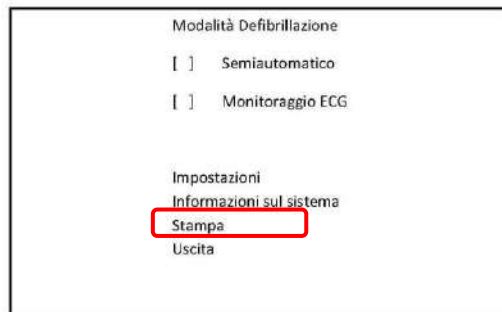 Modalità Defibrillazione
[ ] Semiautomatico
[ ] Monitoraggio ECG
Impostazioni
Informazioni sul sistema
Stampa
Uscita